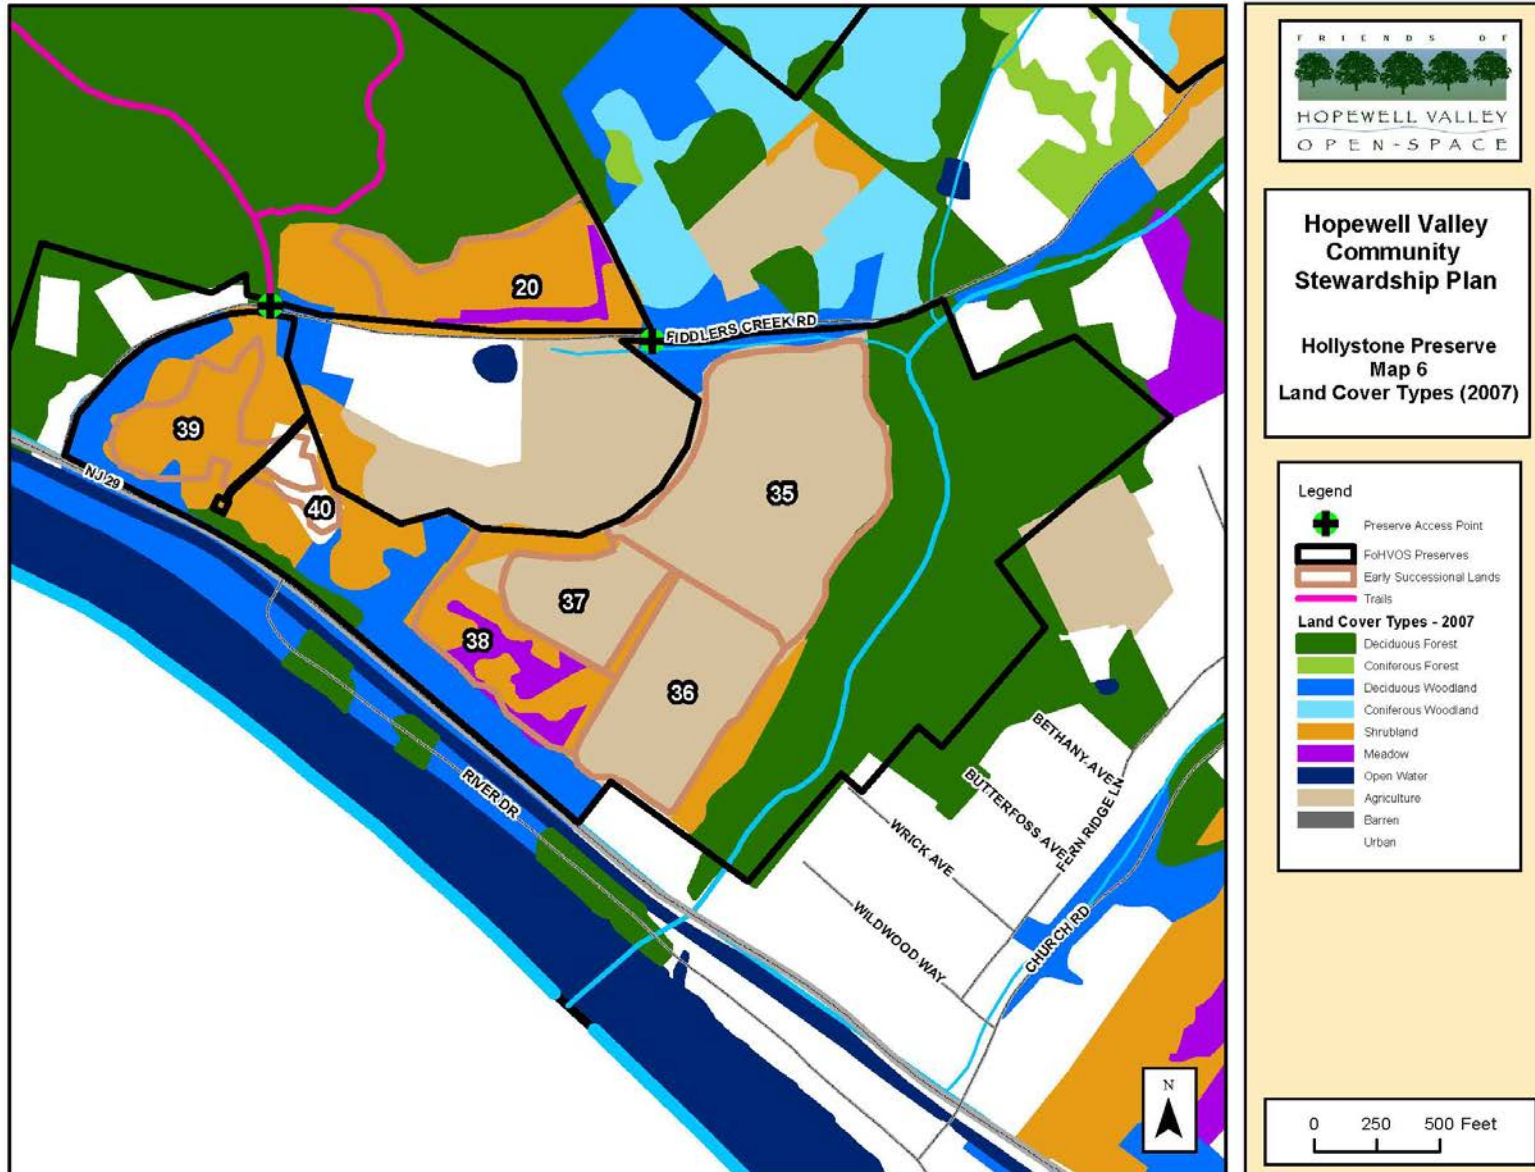 FRIENDS OF
HOPEWELL VALLEY
OPEN-SPACE
Hopewell Valley
Community
Stewardship Plan
Hollystone Preserve
Map 6
Land Cover Types (2007)
Legend
Preserve Access Point
FoHVOS Preserves
Early Successional Lands
Trails
Land Cover Types - 2007
Deciduous Forest
Coniferous Forest
Deciduous Woodland
Coniferous Woodland
Shrubland
Meadow
Open Water
Agriculture
Barren
Urban
0 250 500 Feet
20
FIDDLERS CREEK RD
39
NJ 29
40
35
37
38
36
RIVER DR
BETHANY AVE
BUTTERFOSS AVE
FERN RIDGE LN
WRICK AVE
WILDWOOD WAY
CHURCH RD
N